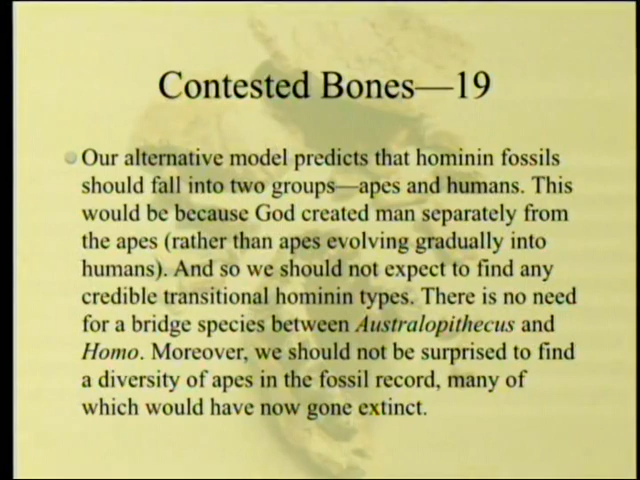 Contested Bones—19
Our alternative model predicts that hominin fossils
should fall into two groups—apes and humans. This
would be because God created man separately from
the apes (rather than apes evolving gradually into
humans). And so we should not expect to find any
credible transitional hominin types. There is no need
for a bridge species between Australopithecus and
Homo. Moreover, we should not be surprised to find
a diversity of apes in the fossil record, many of
which would have now gone extinct.